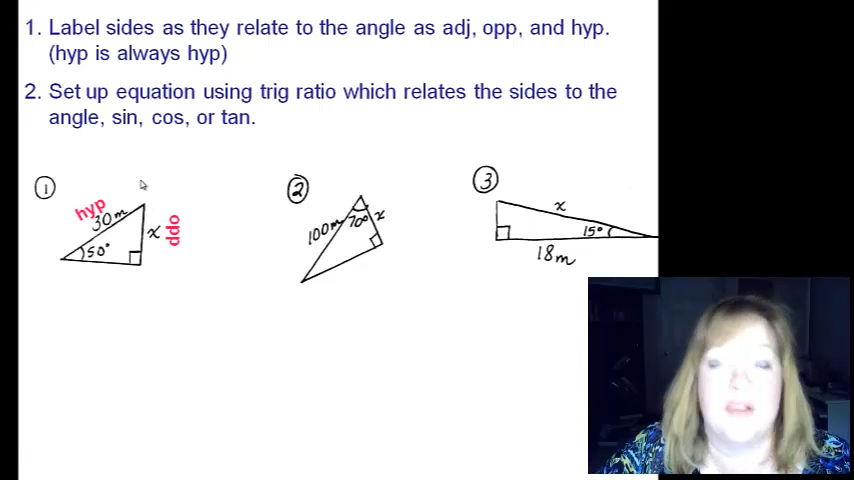 1. Label sides as they relate to the angle as adj, opp, and hyp.
(hyp is always hyp)
2. Set up equation using trig ratio which relates the sides to the
angle, sin, cos, or tan.
1
hyp
30m
x
opp
50°
2
100m
70°
x
3
x
15°
18m